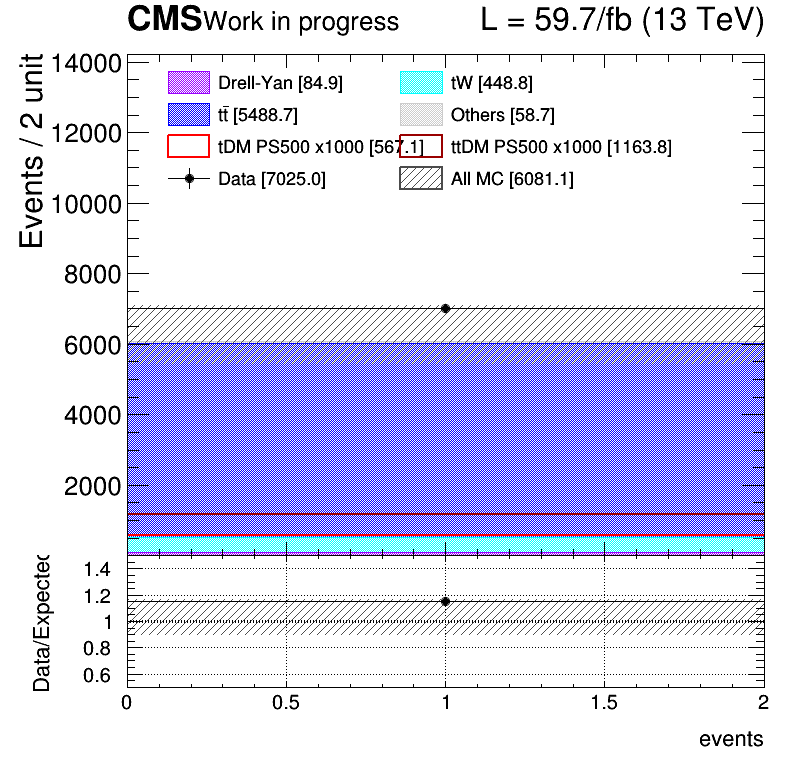 CMS Work in progress L = 59.7/fb (13 TeV)
Events / 2 unit
14000
12000
10000
8000
6000
4000
2000
Drell-Yan [84.9]
tW [448.8]
tt̄ [5488.7]
Others [58.7]
tDM PS500 x1000 [567.1]
ttDM PS500 x1000 [1163.8]
Data [7025.0]
All MC [6081.1]
Data/Expected
1.4
1.2
1
0.8
0.6
0 0.5 1 1.5 2
events